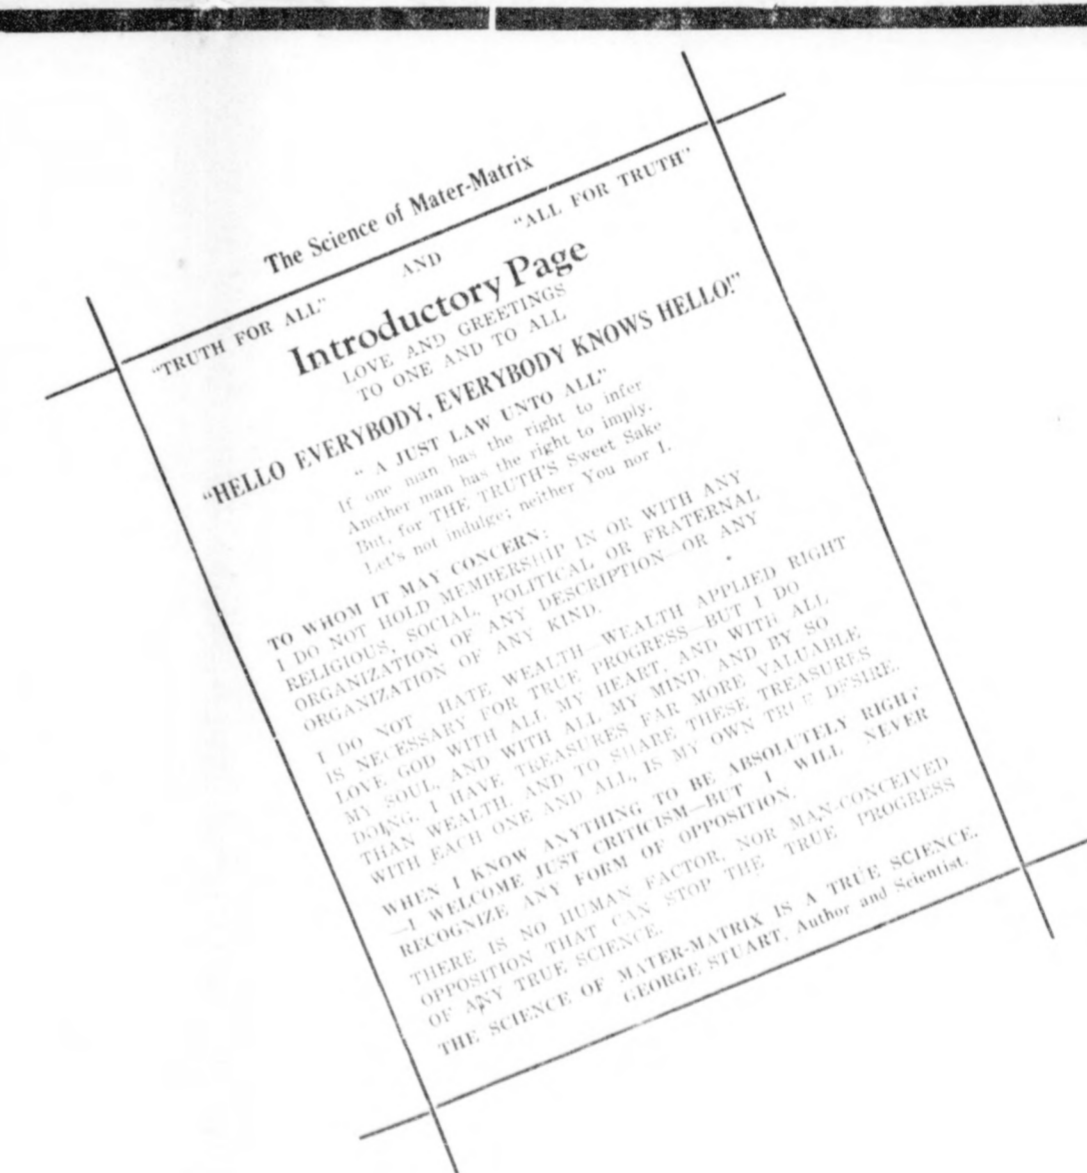 The Science of Mater-Matrix
"TRUTH FOR ALL" AND "ALL FOR TRUTH"
Introductory Page
LOVE AND GREETINGS
TO ONE AND TO ALL
"HELLO EVERYBODY, EVERYBODY KNOWS HELLO!"
" A JUST LAW UNTO ALL"
If one man has the right to infer
Another man has the right to imply.
But, for THE TRUTH'S Sweet Sake
Let's not indulge; neither You nor I.
TO WHOM IT MAY CONCERN:
I DO NOT HOLD MEMBERSHIP IN OR WITH ANY
RELIGIOUS, SOCIAL, POLITICAL OR FRATERNAL
ORGANIZATION OF ANY DESCRIPTION—OR ANY
ORGANIZATION OF ANY KIND.
I DO NOT HATE WEALTH—WEALTH APPLIED RIGHT
IS NECESSARY FOR TRUE PROGRESS—BUT I DO
LOVE GOD WITH ALL MY HEART, AND WITH ALL
MY SOUL, AND WITH ALL MY MIND, AND BY SO
DOING, I HAVE TREASURES FAR MORE VALUABLE
THAN WEALTH, AND TO SHARE THESE TREASURES
WITH EACH ONE AND ALL, IS MY OWN TRUE DESIRE.
WHEN I KNOW ANYTHING TO BE ABSOLUTELY RIGHT
—I WELCOME JUST CRITICISM—BUT I WILL NEVER
RECOGNIZE ANY FORM OF OPPOSITION.
THERE IS NO HUMAN FACTOR, NOR MAN-CONCEIVED
OPPOSITION THAT CAN STOP THE TRUE PROGRESS
OF ANY TRUE SCIENCE.
THE SCIENCE OF MATER-MATRIX IS A TRUE SCIENCE.
GEORGE STUART, Author and Scientist.